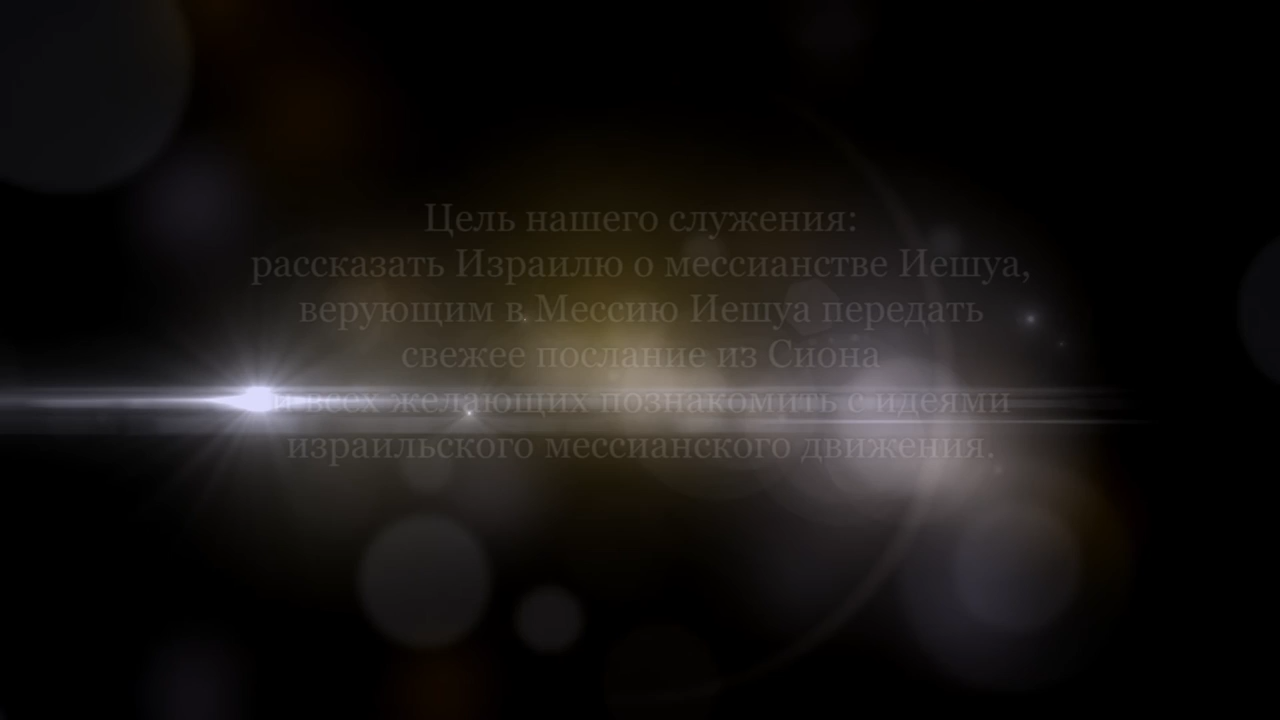 Цель нашего служения:
рассказать Израилю о мессианстве Иешуа,
верующим в Мессию Иешуа передать
свежее послание из Сиона
и всех желающих познакомить с идеями
израильского мессианского движения.